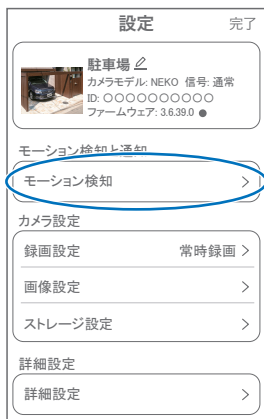 設定 完了
駐車場
カメラモデル: NEKO 信号: 通常
ID: ○○○○○○○○○○
ファームウェア: 3.6.39.0 ●
モーション検知と通知
モーション検知
カメラ設定
録画設定 常時録画
画像設定
ストレージ設定
詳細設定
詳細設定